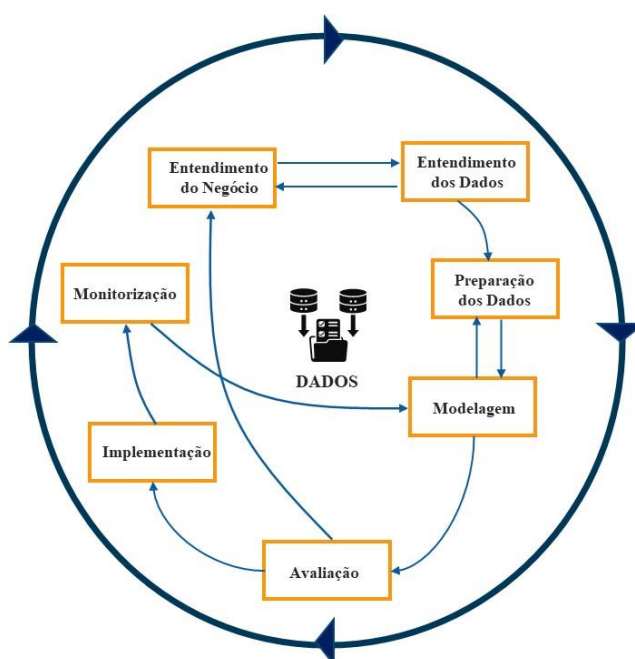 Entendimento
do Negócio
Entendimento
dos Dados
Monitorização
Preparação
dos Dados
DADOS
Modelagem
Implementação
Avaliação